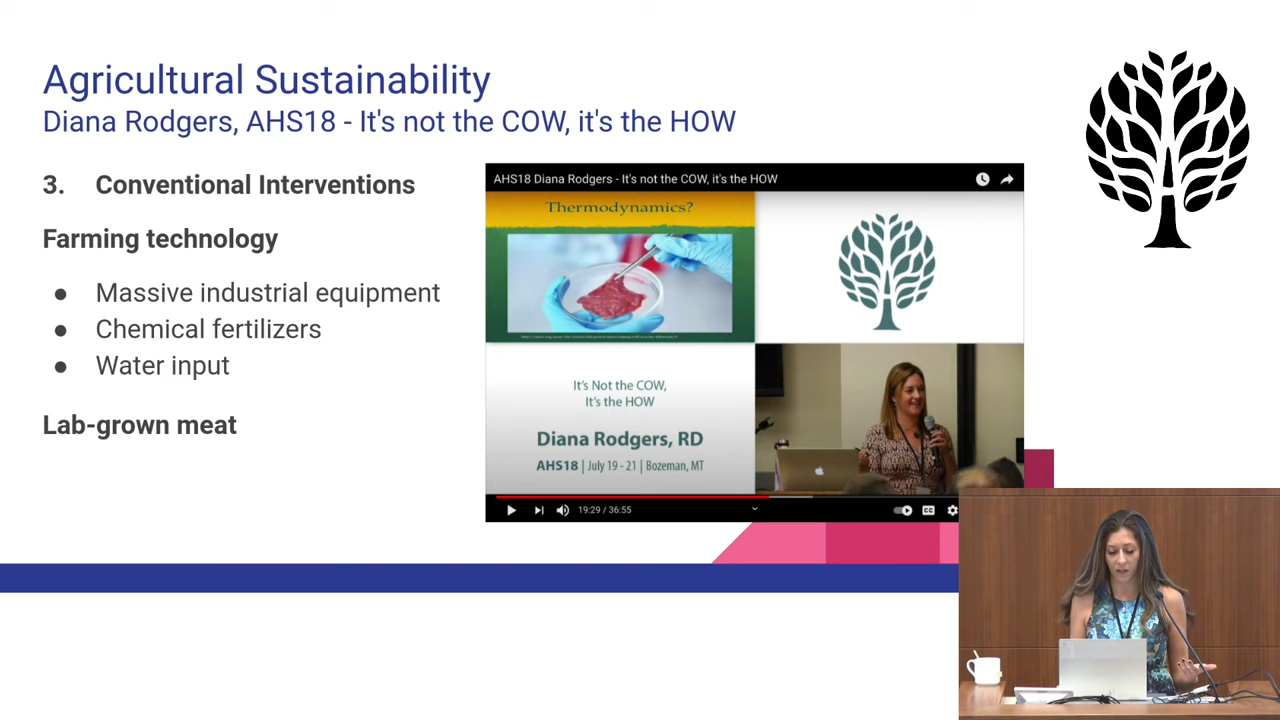 Agricultural Sustainability
Diana Rodgers, AHS18 - It's not the COW, it's the HOW
3. Conventional Interventions
Farming technology
● Massive industrial equipment
● Chemical fertilizers
● Water input
Lab-grown meat
AHS18 Diana Rodgers - It's not the COW, it's the HOW
Thermodynamics?
It's Not the COW,
It's the HOW
Diana Rodgers, RD
AHS18 | July 19 - 21 | Bozeman, MT
19:29 / 36:55
CC